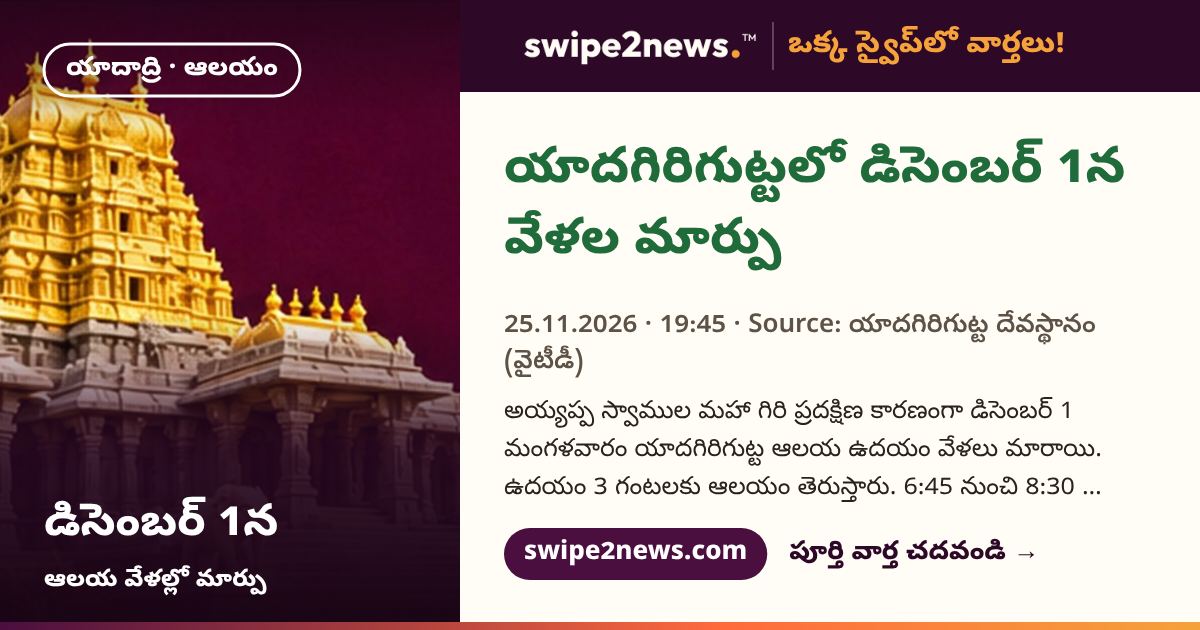 యాదాద్రి · ఆలయం
డిసెంబర్ 1న
ఆలయ వేళల్లో మార్పు
swipe2news.™ ఒక్క స్వైప్‌లో వార్తలు!
యాదగిరిగుట్టలో డిసెంబర్ 1న
వేళల మార్పు
25.11.2026 · 19:45 · Source: యాదగిరిగుట్ట దేవస్థానం
(వైటీడీ)
అయ్యప్ప స్వాముల మహా గిరి ప్రదక్షిణ కారణంగా డిసెంబర్ 1
మంగళవారం యాదగిరిగుట్ట ఆలయ ఉదయం వేళలు మారాయి.
ఉదయం 3 గంటలకు ఆలయం తెరుస్తారు. 6:45 నుంచి 8:30 ...
swipe2news.com పూర్తి వార్త చదవండి →